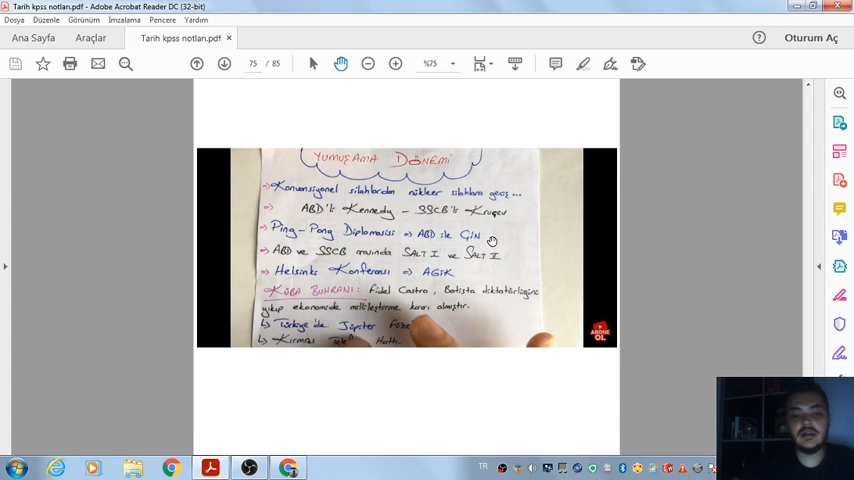 Tarih kpss notları.pdf - Adobe Acrobat Reader DC (32-bit)
Dosya Düzenle Görünüm İmzalama Pencere Yardım
Ana Sayfa Araçlar Tarih kpss notları.pdf × Oturum Aç
75 / 85 %75
YUMUŞAMA DÖNEMİ
→ Konvansiyonel silahlardan nükleer silahlara geçiş...
→ ABD'li Kennedy - SSCB'li Kruşçev
→ Ping-Pong Diplomasisi → ABD ile ÇİN
→ ABD ve SSCB arasında SALT I ve SALT II
→ Helsinki Konferansı → AGİK
KÜBA BUHRANI: Fidel Castro, Batista diktatörlüğünü
yıkıp ekonomide millileştirme kararı almıştır.
↳ Türkiye'de Jüpiter Füze
↳ Kırmızı Hattı.
ABONE
OL
TR